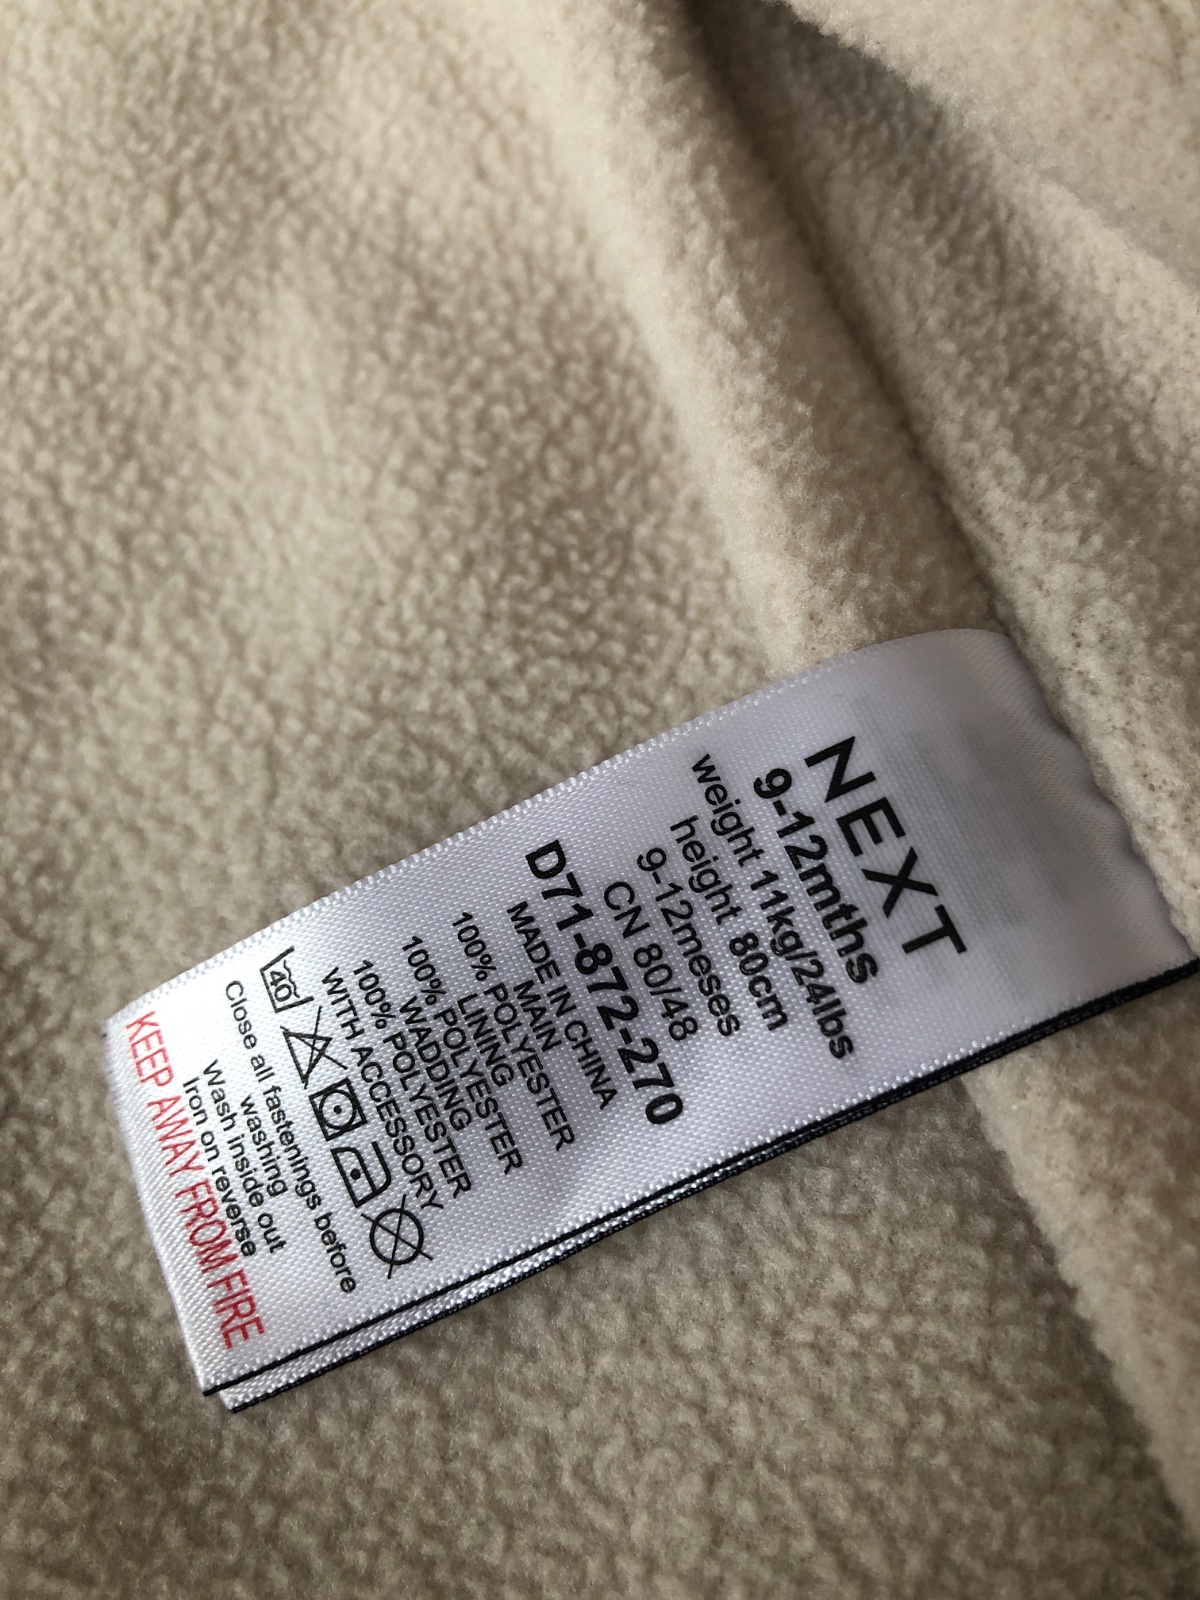 NEXT
9-12mths
weight 11kg/24lbs
height 80cm
9-12meses
CN 80/48
D71-872-270
MADE IN CHINA
MAIN
100% POLYESTER
LINING
100% POLYESTER
WADDING
100% POLYESTER
WITH ACCESSORY
40
Close all fastenings before
washing
Wash inside out
Iron on reverse
KEEP AWAY FROM FIRE